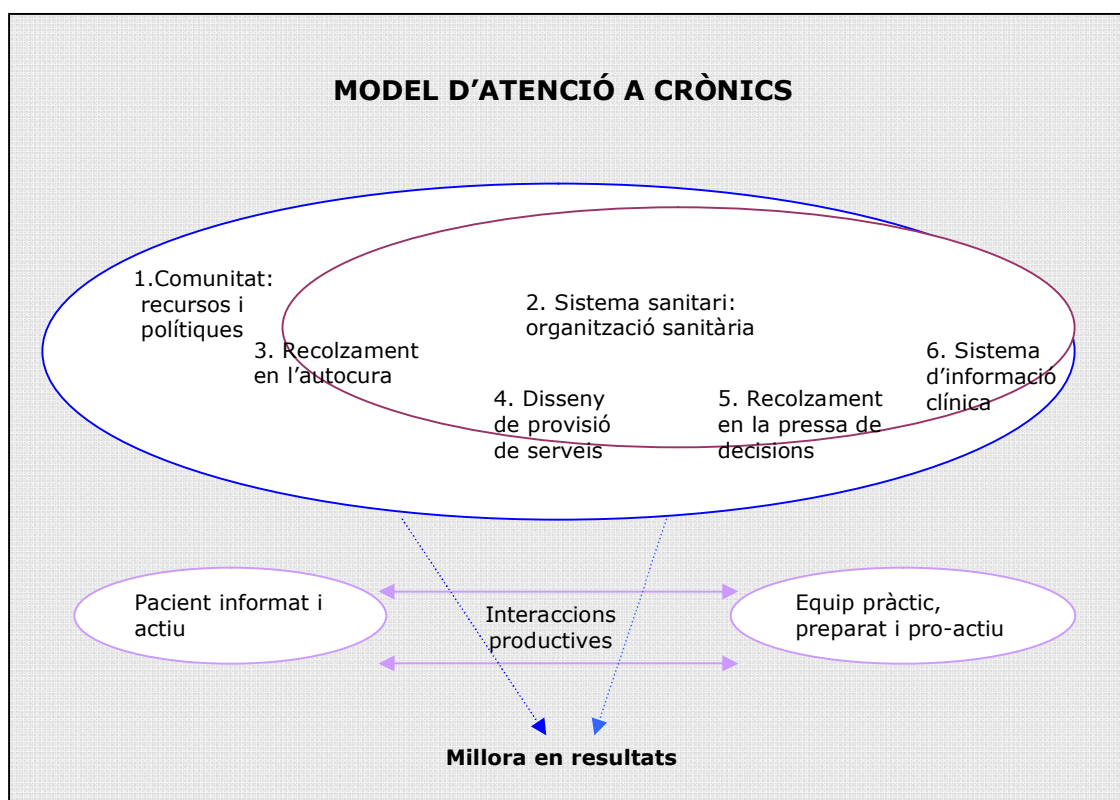 MODEL D’ATENCIÓ A CRÒNICS
1.Comunitat:
recursos i
polítiques
2. Sistema sanitari:
organització sanitària
3. Recolzament
en l’autocura
4. Disseny
de provisió
de serveis
5. Recolzament
en la pressa de
decisions
6. Sistema
d’informació
clínica
Pacient informat i
actiu
Interaccions
productives
Equip pràctic,
preparat i pro-actiu
Millora en resultats